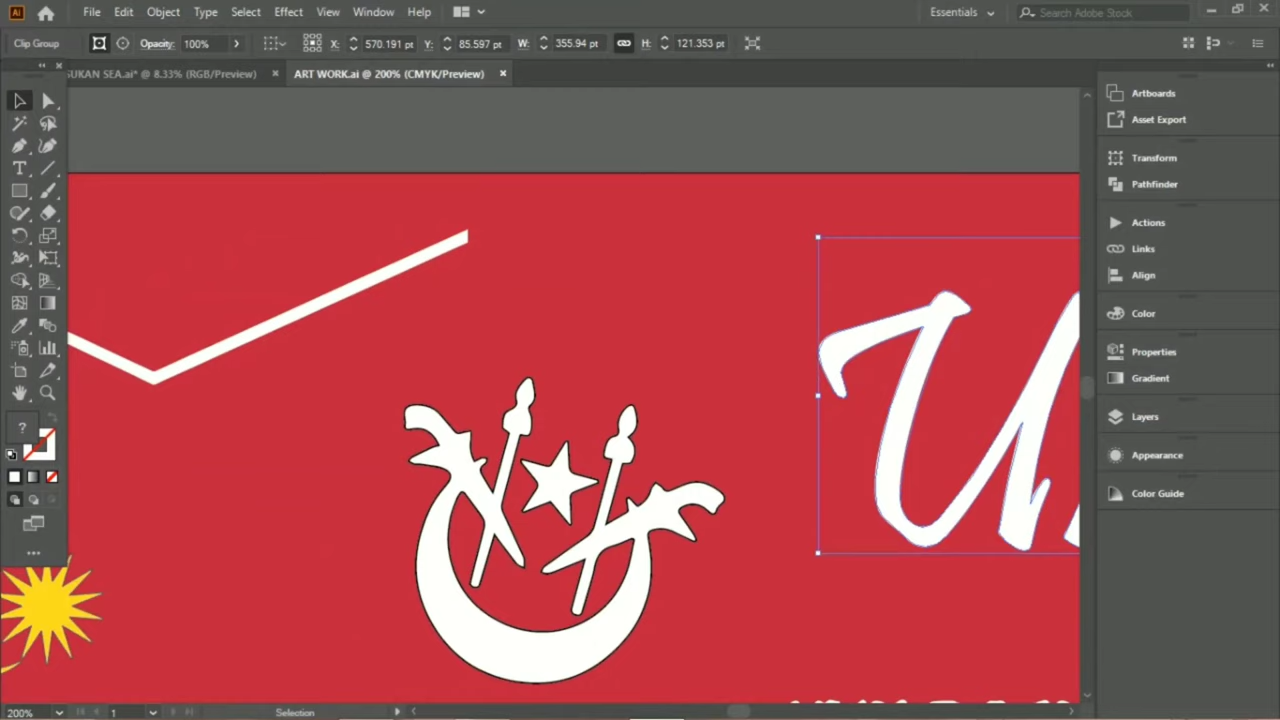 Ai File Edit Object Type Select Effect View Window Help Essentials Search Adobe Stock
Clip Group Opacity: 100% X: 570.191 pt Y: 85.597 pt W: 355.94 pt H: 121.353 pt
SUKAN SEA.ai* @ 8.33% (RGB/Preview) × ART WORK.ai @ 200% (CMYK/Preview) ×
Artboards
Asset Export
Transform
Pathfinder
Actions
Links
Align
Color
Properties
Gradient
Layers
Appearance
Color Guide
U
?
200% 1 Selection